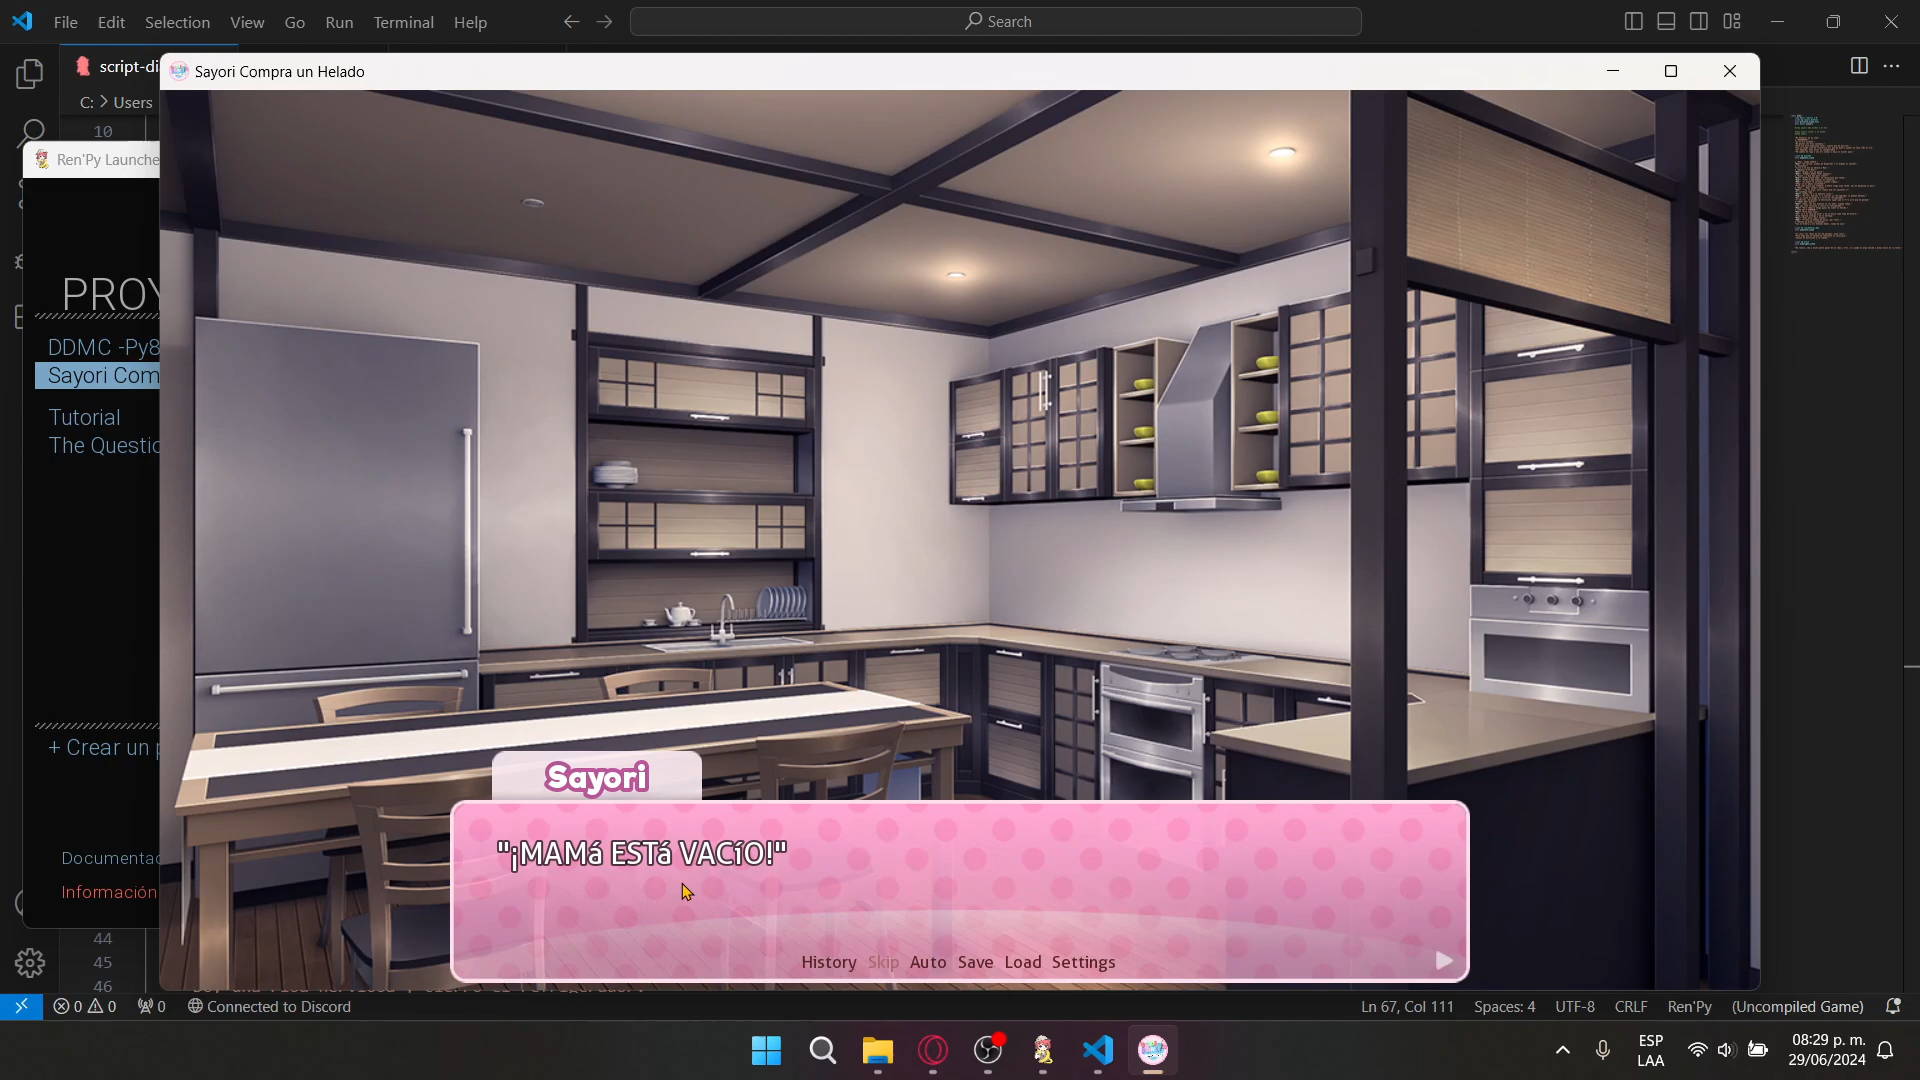 File Edit Selection View Go Run Terminal Help
Search
script-di
Sayori Compra un Helado
C: > Users
10
Ren'Py Launche
PROY
DDMC -Py8
Sayori Com
Tutorial
The Questio
+ Crear un p
Sayori
"¡MAMá ESTá VACíO!"
Documentac
Información
44
45
46
History Skip Auto Save Load Settings
0 0 0 Connected to Discord
Ln 67, Col 111 Spaces: 4 UTF-8 CRLF Ren'Py (Uncompiled Game)
ESP
LAA
08:29 p. m.
29/06/2024